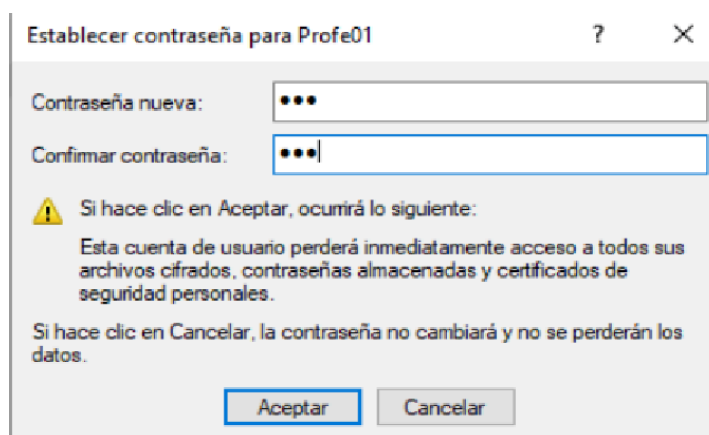 Establecer contraseña para Profe01 ? ×
Contraseña nueva: •••
Confirmar contraseña: •••
Si hace clic en Aceptar, ocurrirá lo siguiente:
Esta cuenta de usuario perderá inmediatamente acceso a todos sus
archivos cifrados, contraseñas almacenadas y certificados de
seguridad personales.
Si hace clic en Cancelar, la contraseña no cambiará y no se perderán los
datos.
Aceptar Cancelar